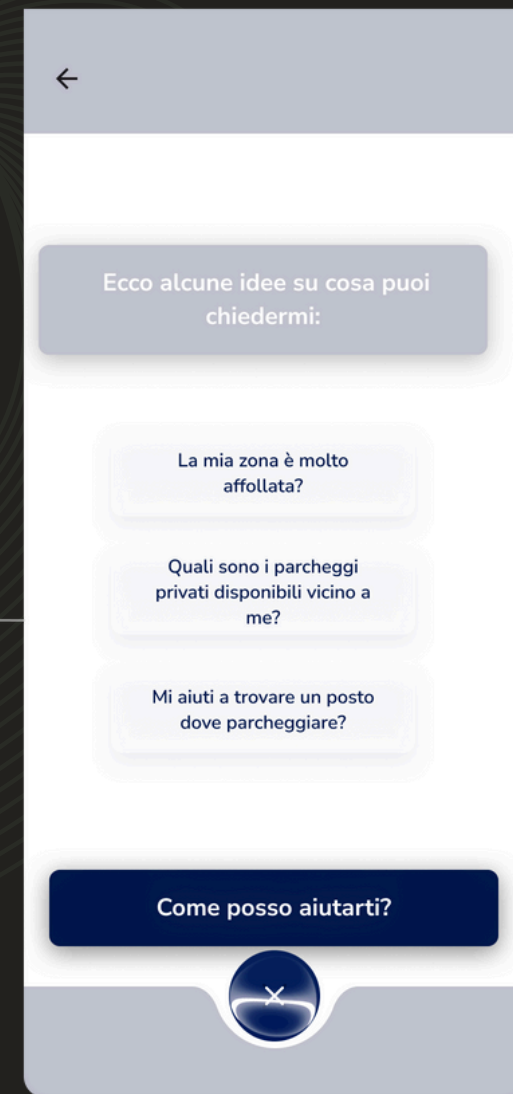 Ecco alcune idee su cosa puoi
chiedermi:
La mia zona è molto
affollata?
Quali sono i parcheggi
privati disponibili vicino a
me?
Mi aiuti a trovare un posto
dove parcheggiare?
Come posso aiutarti?